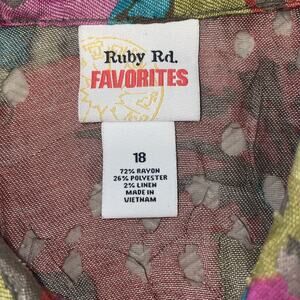 Ruby Rd.
FAVORITES
18
72% RAYON
26% POLYESTER
2% LINEN
MADE IN
VIETNAM